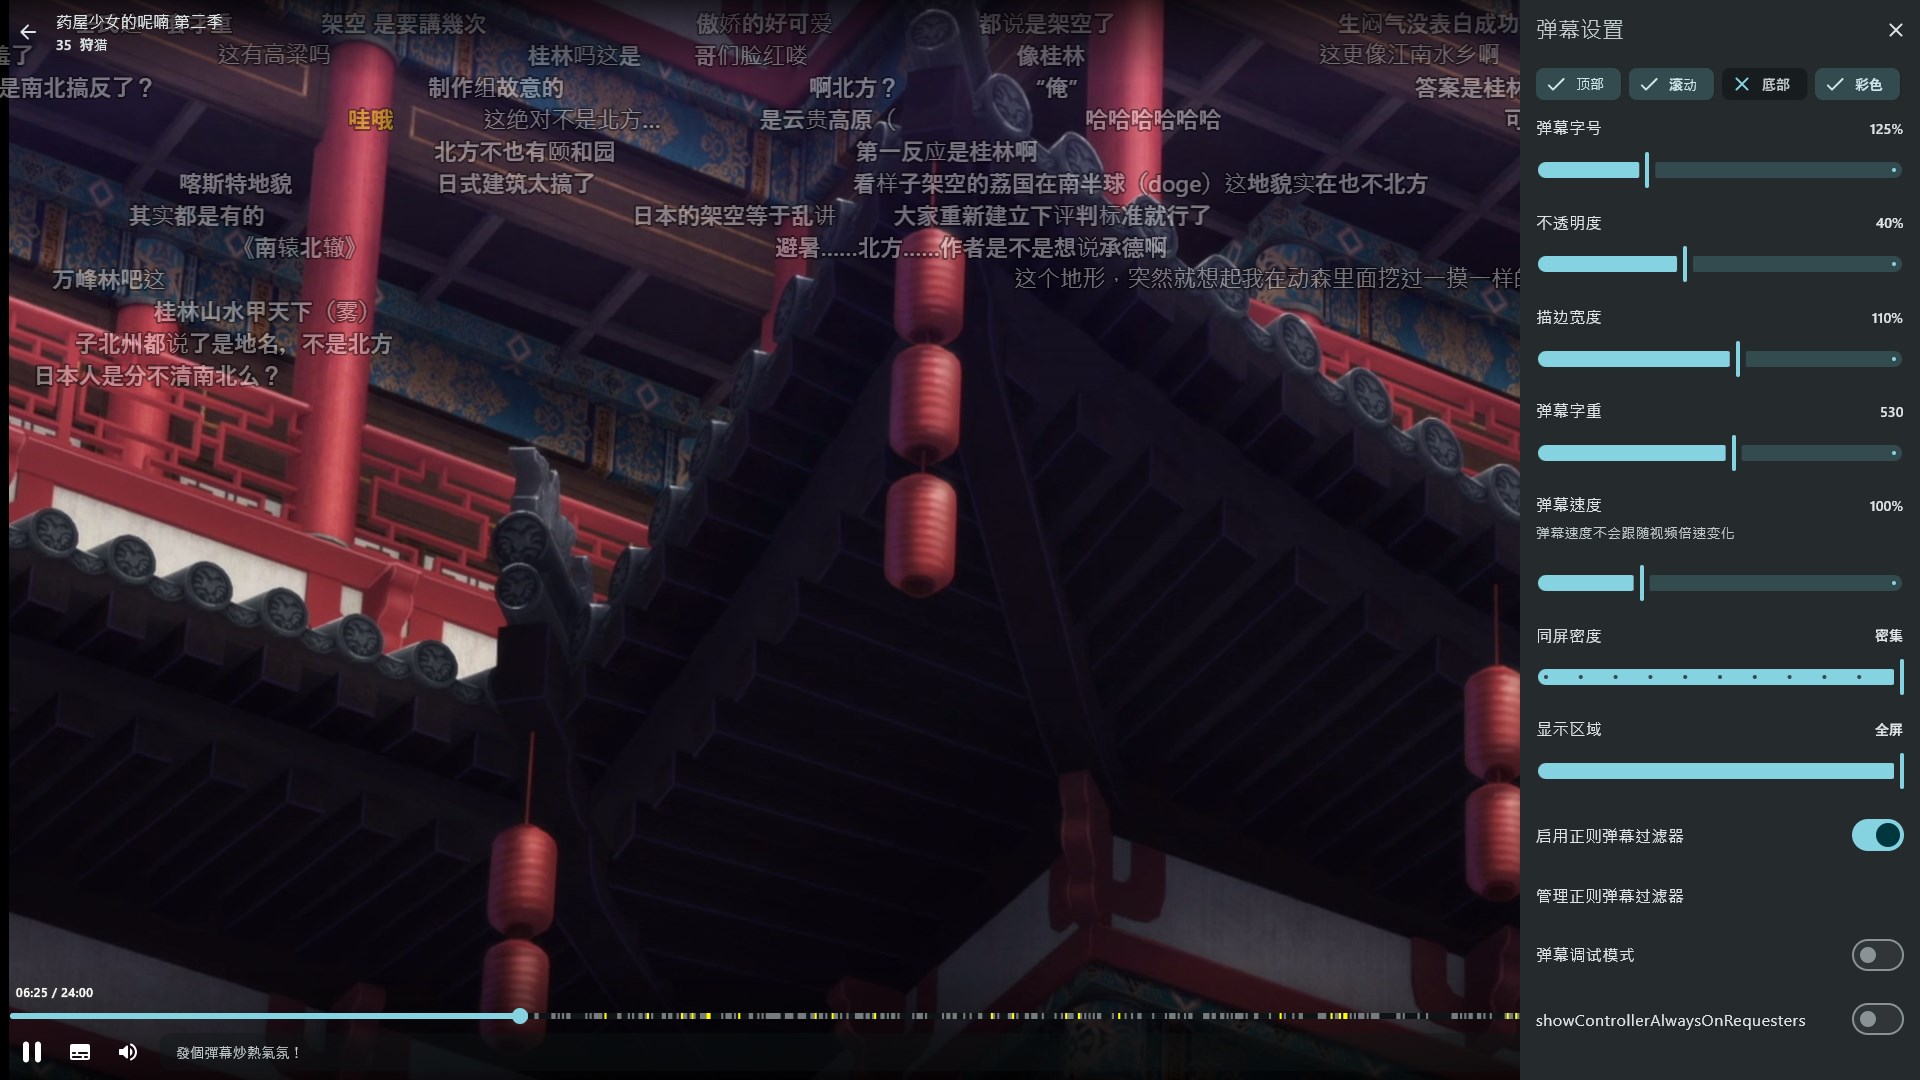 药屋少女的呢喃 第二季
35 狩猫
架空 是要講幾次
傲娇的好可爱
都说是架空了
生闷气没表白成功
羞了
这有高粱吗
桂林吗这是
哥们脸红喽
像桂林
这更像江南水乡啊
是南北搞反了？
制作组故意的
啊北方？
“俺”
答案是桂林
哇哦
这绝对不是北方...
是云贵高原（
哈哈哈哈哈哈
可
北方不也有颐和园
第一反应是桂林啊
喀斯特地貌
日式建筑太搞了
看样子架空的荔国在南半球（doge）这地貌实在也不北方
其实都是有的
日本的架空等于乱讲
大家重新建立下评判标准就行了
《南辕北辙》
避暑……北方……作者是不是想说承德啊
万峰林吧这
这个地形，突然就想起我在动森里面挖过一摸一样的
桂林山水甲天下（雾）
子北州都说了是地名，不是北方
日本人是分不清南北么？
06:25 / 24:00
發個彈幕炒熱氣氛！
弹幕设置
顶部
滚动
底部
彩色
弹幕字号 125%
不透明度 40%
描边宽度 110%
弹幕字重 530
弹幕速度 100%
弹幕速度不会跟随视频倍速变化
同屏密度 密集
显示区域 全屏
启用正则弹幕过滤器
管理正则弹幕过滤器
弹幕调试模式
showControllerAlwaysOnRequesters